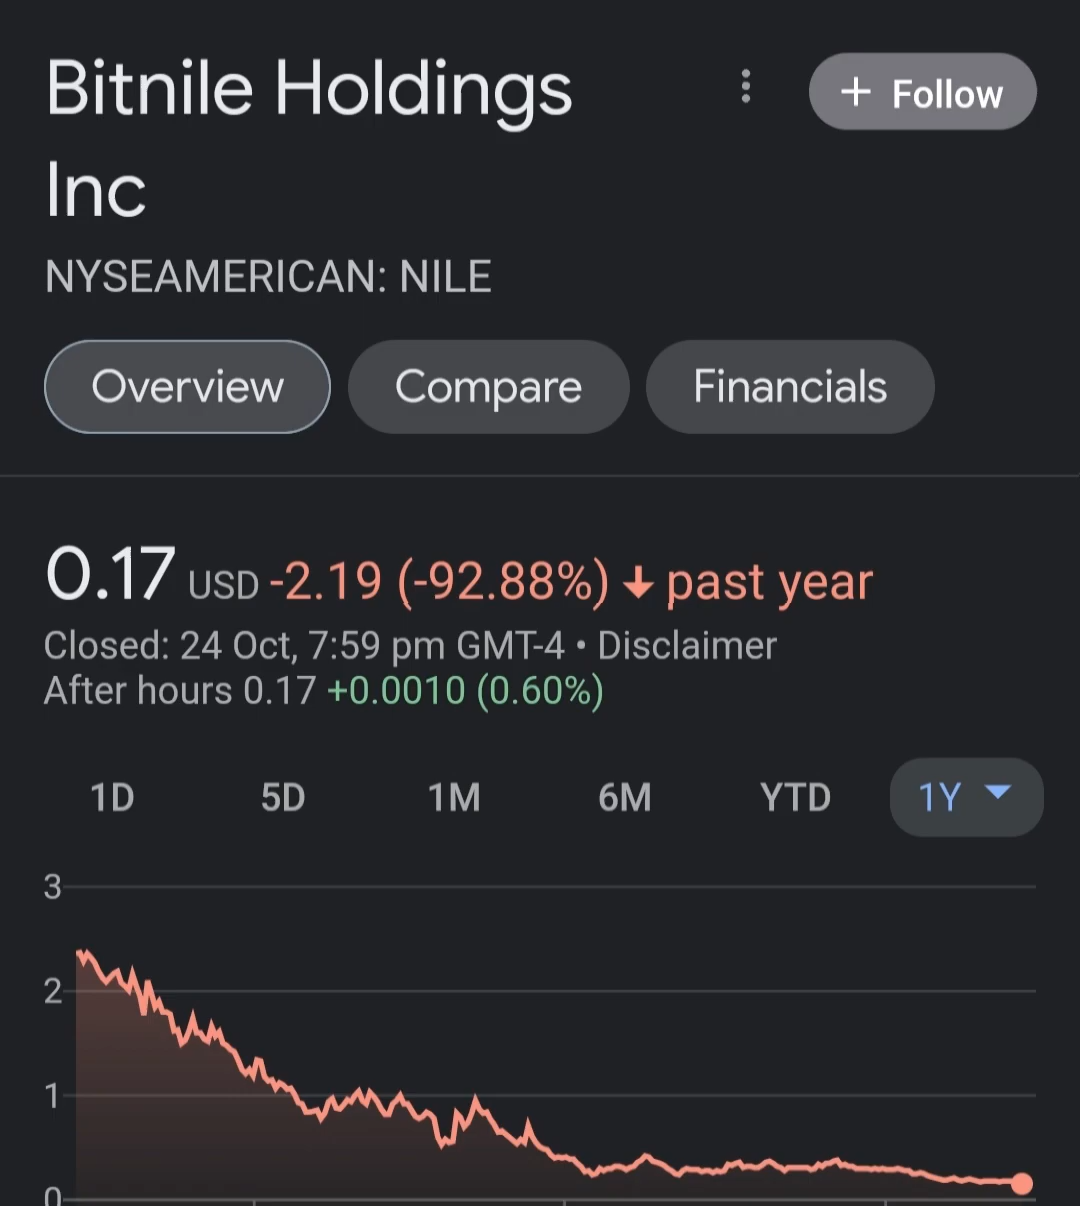 Bitnile Holdings
Inc
+ Follow
NYSEAMERICAN: NILE
Overview Compare Financials
0.17 USD -2.19 (-92.88%) ↓ past year
Closed: 24 Oct, 7:59 pm GMT-4 • Disclaimer
After hours 0.17 +0.0010 (0.60%)
1D 5D 1M 6M YTD 1Y
3
2
1
0